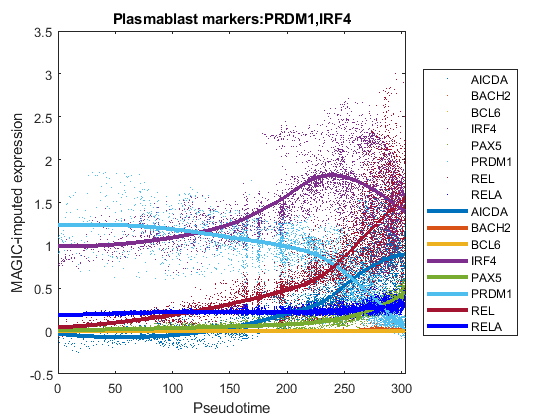 Plasmablast markers:PRDM1,IRF4
MAGIC-imputed expression
3.5
3
2.5
2
1.5
1
0.5
0
-0.5
0 50 100 150 200 250 300
Pseudotime
AICDA
BACH2
BCL6
IRF4
PAX5
PRDM1
REL
RELA
AICDA
BACH2
BCL6
IRF4
PAX5
PRDM1
REL
RELA